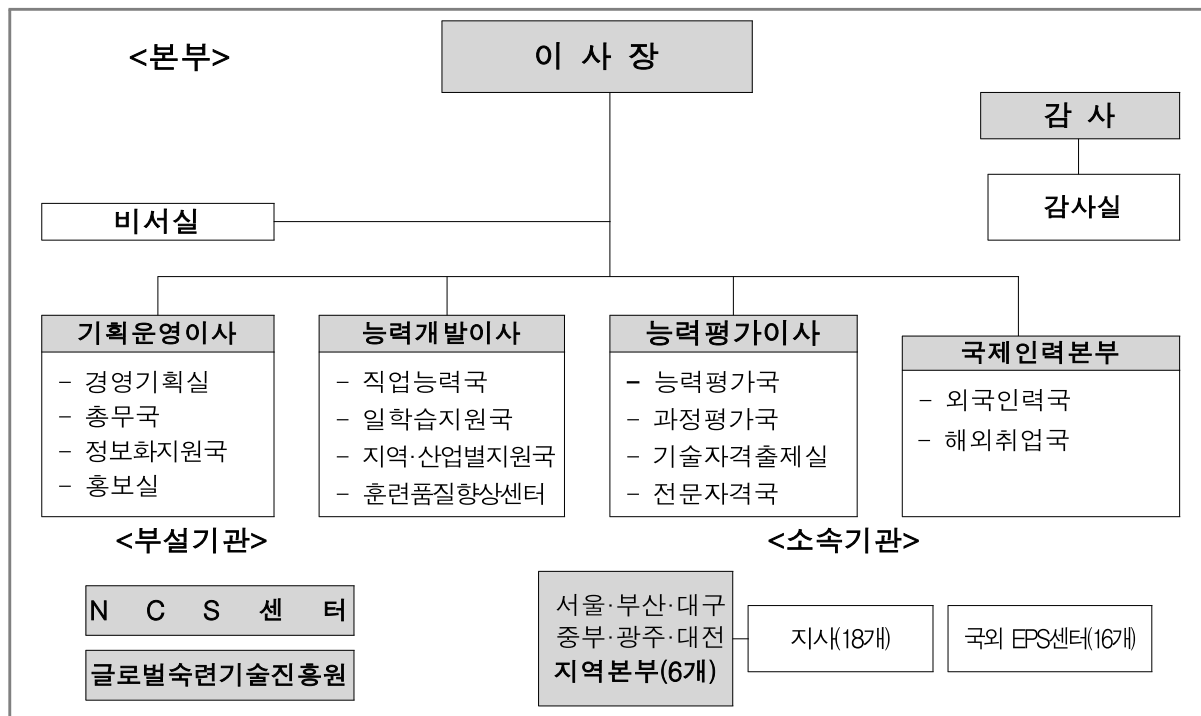 <본부>
이 사 장
감 사
감사실
비서실
기획운영이사
- 경영기획실
- 총무국
- 정보화지원국
- 홍보실
능력개발이사
- 직업능력국
- 일학습지원국
- 지역·산업별지원국
- 훈련품질향상센터
능력평가이사
- 능력평가국
- 과정평가국
- 기술자격출제실
- 전문자격국
국제인력본부
- 외국인력국
- 해외취업국
<부설기관>
N C S 센 터
글로벌숙련기술진흥원
<소속기관>
서울·부산·대구
중부·광주·대전
지역본부(6개)
지사(18개)
국외 EPS센터(16개)